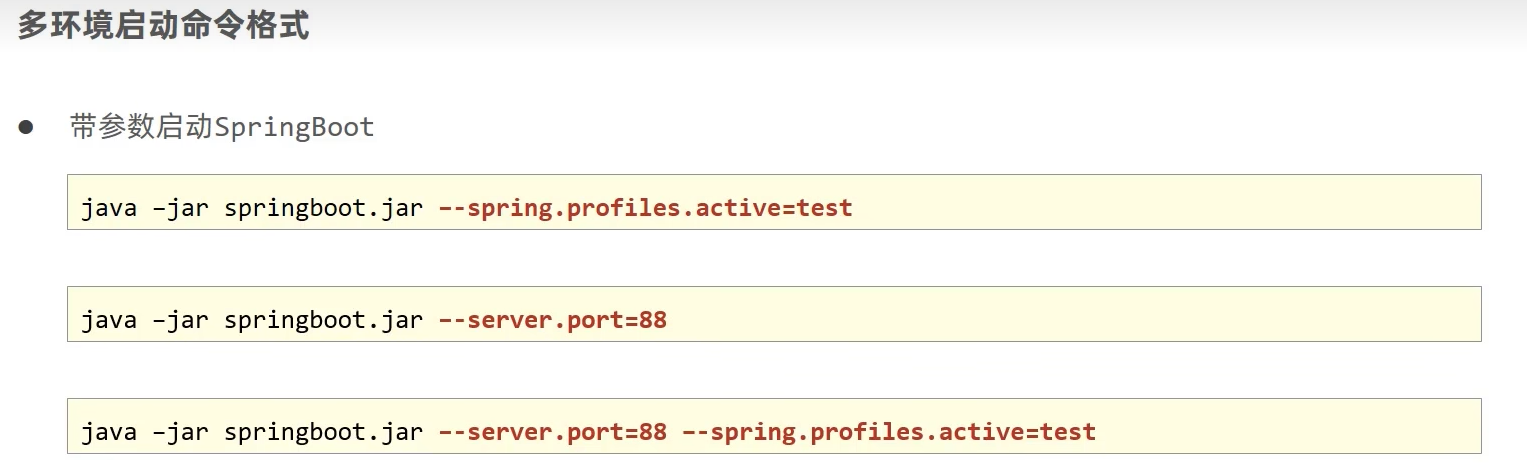 多环境启动命令格式
● 带参数启动SpringBoot
java –jar springboot.jar –-spring.profiles.active=test
java –jar springboot.jar –-server.port=88
java –jar springboot.jar –-server.port=88 –-spring.profiles.active=test